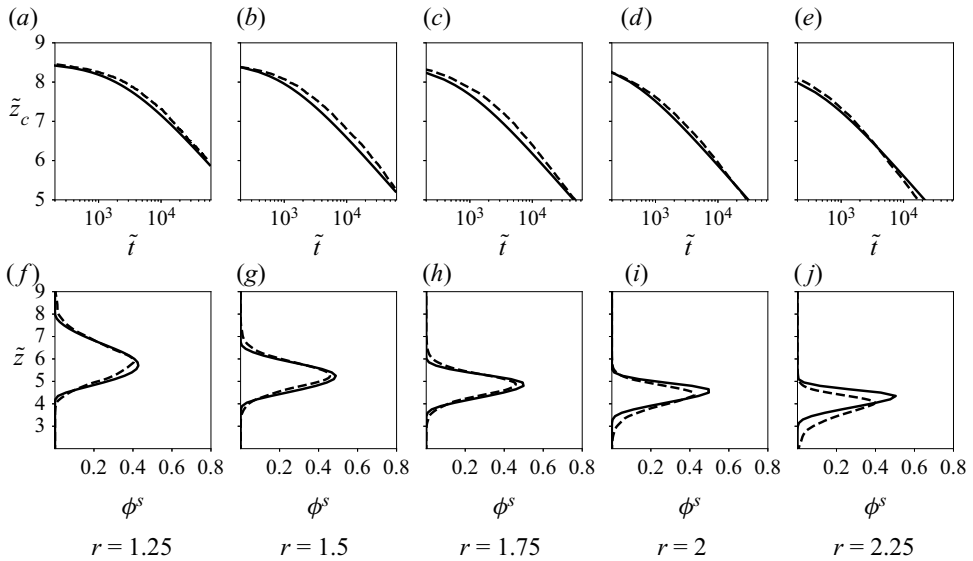 (a) (b) (c) (d) (e)
9
8
z̃c 7
6
5
10³ 10⁴ 10³ 10⁴ 10³ 10⁴ 10³ 10⁴ 10³ 10⁴
t̃ t̃ t̃ t̃ t̃
(f) (g) (h) (i) (j)
9
8
7
z̃ 6
5
4
3
0.2 0.4 0.6 0.8 0.2 0.4 0.6 0.8 0.2 0.4 0.6 0.8 0.2 0.4 0.6 0.8 0.2 0.4 0.6 0.8
ϕˢ ϕˢ ϕˢ ϕˢ ϕˢ
r = 1.25 r = 1.5 r = 1.75 r = 2 r = 2.25